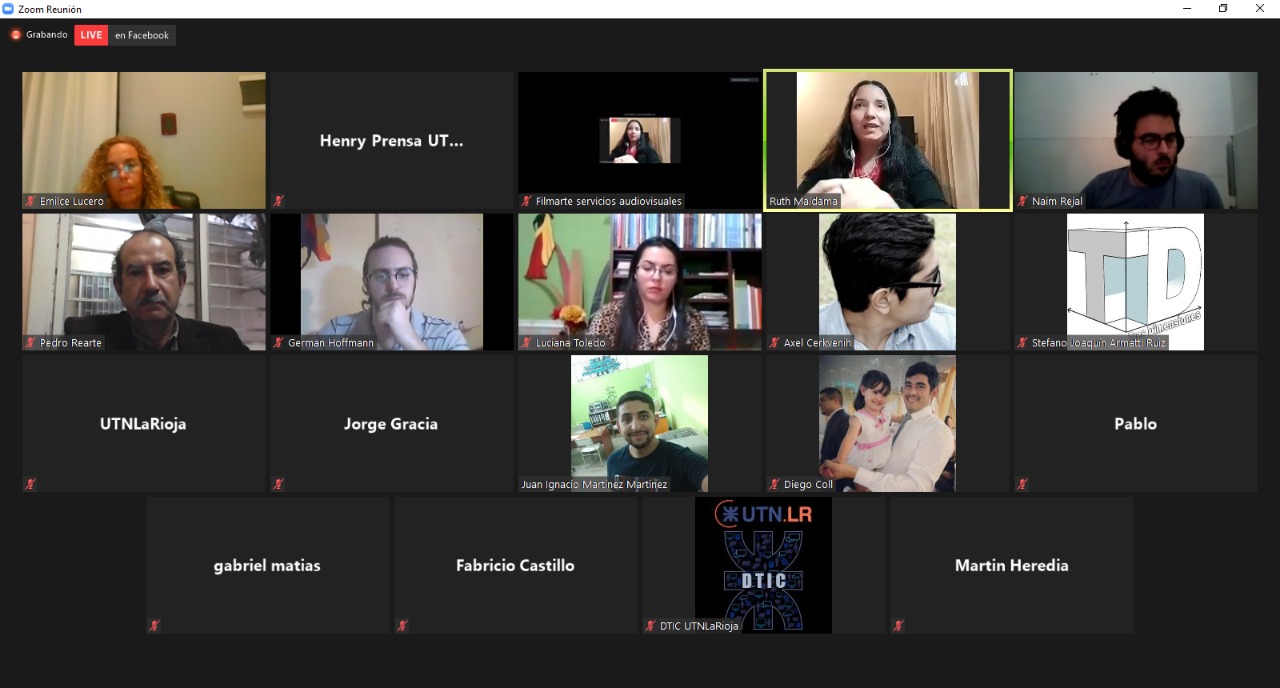 Zoom Reunión
Grabando
LIVE
en Facebook
Emilce Lucero
Henry Prensa UT...
Filmarte servicios audiovisuales
Ruth Maidama
Naim Rejal
Pedro Rearte
German Hoffmann
Luciana Toledo
Axel Cerkvenih
TD
Tres Dimensiones
Stefano Joaquín Armatti Ruiz
UTNLaRioja
Jorge Gracia
Juan Ignacio Martinez Martinez
Diego Coll
Pablo
gabriel matias
Fabricio Castillo
UTN.LR
DTIC
DTIC UTNLaRioja
Martin Heredia